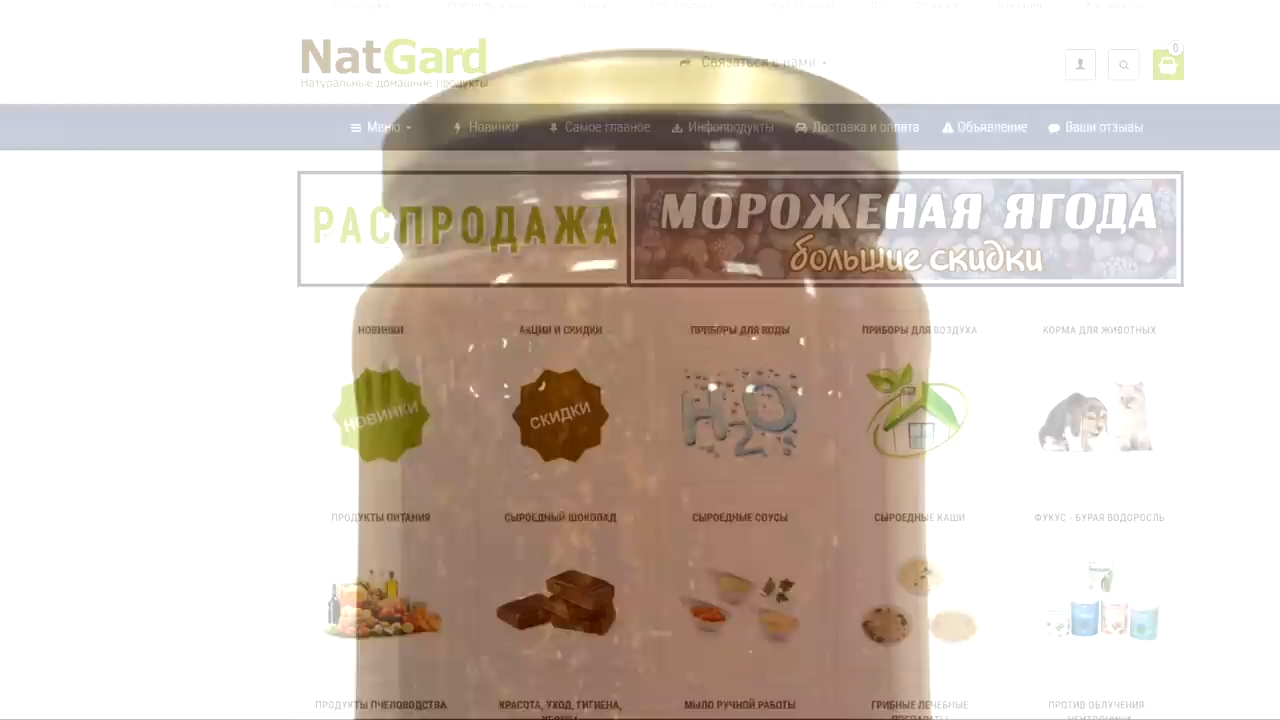 NatGard
Натуральные домашние продукты
Связаться с нами
0
Меню
Новинки
Самое главное
Инфопродукты
Доставка и оплата
Объявление
Ваши отзывы
РАСПРОДАЖА
МОРОЖЕНАЯ ЯГОДА
большие скидки
НОВИНКИ
АКЦИИ И СКИДКИ
ПРИБОРЫ ДЛЯ ВОДЫ
ПРИБОРЫ ДЛЯ ВОЗДУХА
КОРМА ДЛЯ ЖИВОТНЫХ
НОВИНКИ
СКИДКИ
H2O
ПРОДУКТЫ ПИТАНИЯ
СЫРОЕДНЫЙ ШОКОЛАД
СЫРОЕДНЫЕ СОУСЫ
СЫРОЕДНЫЕ КАШИ
ФУКУС - БУРАЯ ВОДОРОСЛЬ
ПРОДУКТЫ ПЧЕЛОВОДСТВА
КРАСОТА, УХОД, ГИГИЕНА,
МЫЛО РУЧНОЙ РАБОТЫ
ГРИБНЫЕ ЛЕЧЕБНЫЕ
ПРОТИВ ОБЛУЧЕНИЯ -